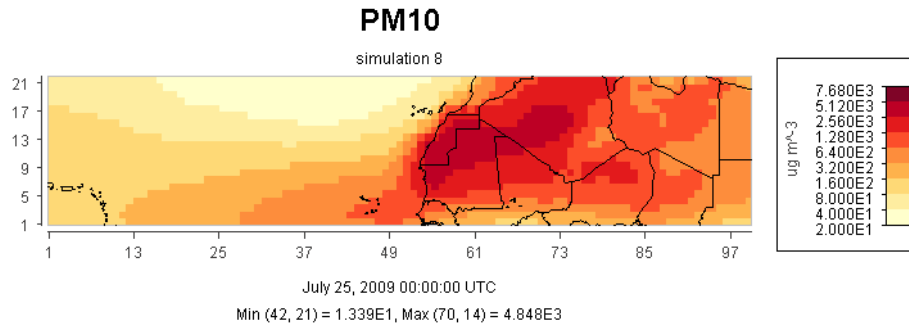 PM10
simulation 8
21
17
13
9
5
1
1 13 25 37 49 61 73 85 97
July 25, 2009 00:00:00 UTC
Min (42, 21) = 1.339E1, Max (70, 14) = 4.848E3
ug m^-3
7.680E3
5.120E3
2.560E3
1.280E3
6.400E2
3.200E2
1.600E2
8.000E1
4.000E1
2.000E1